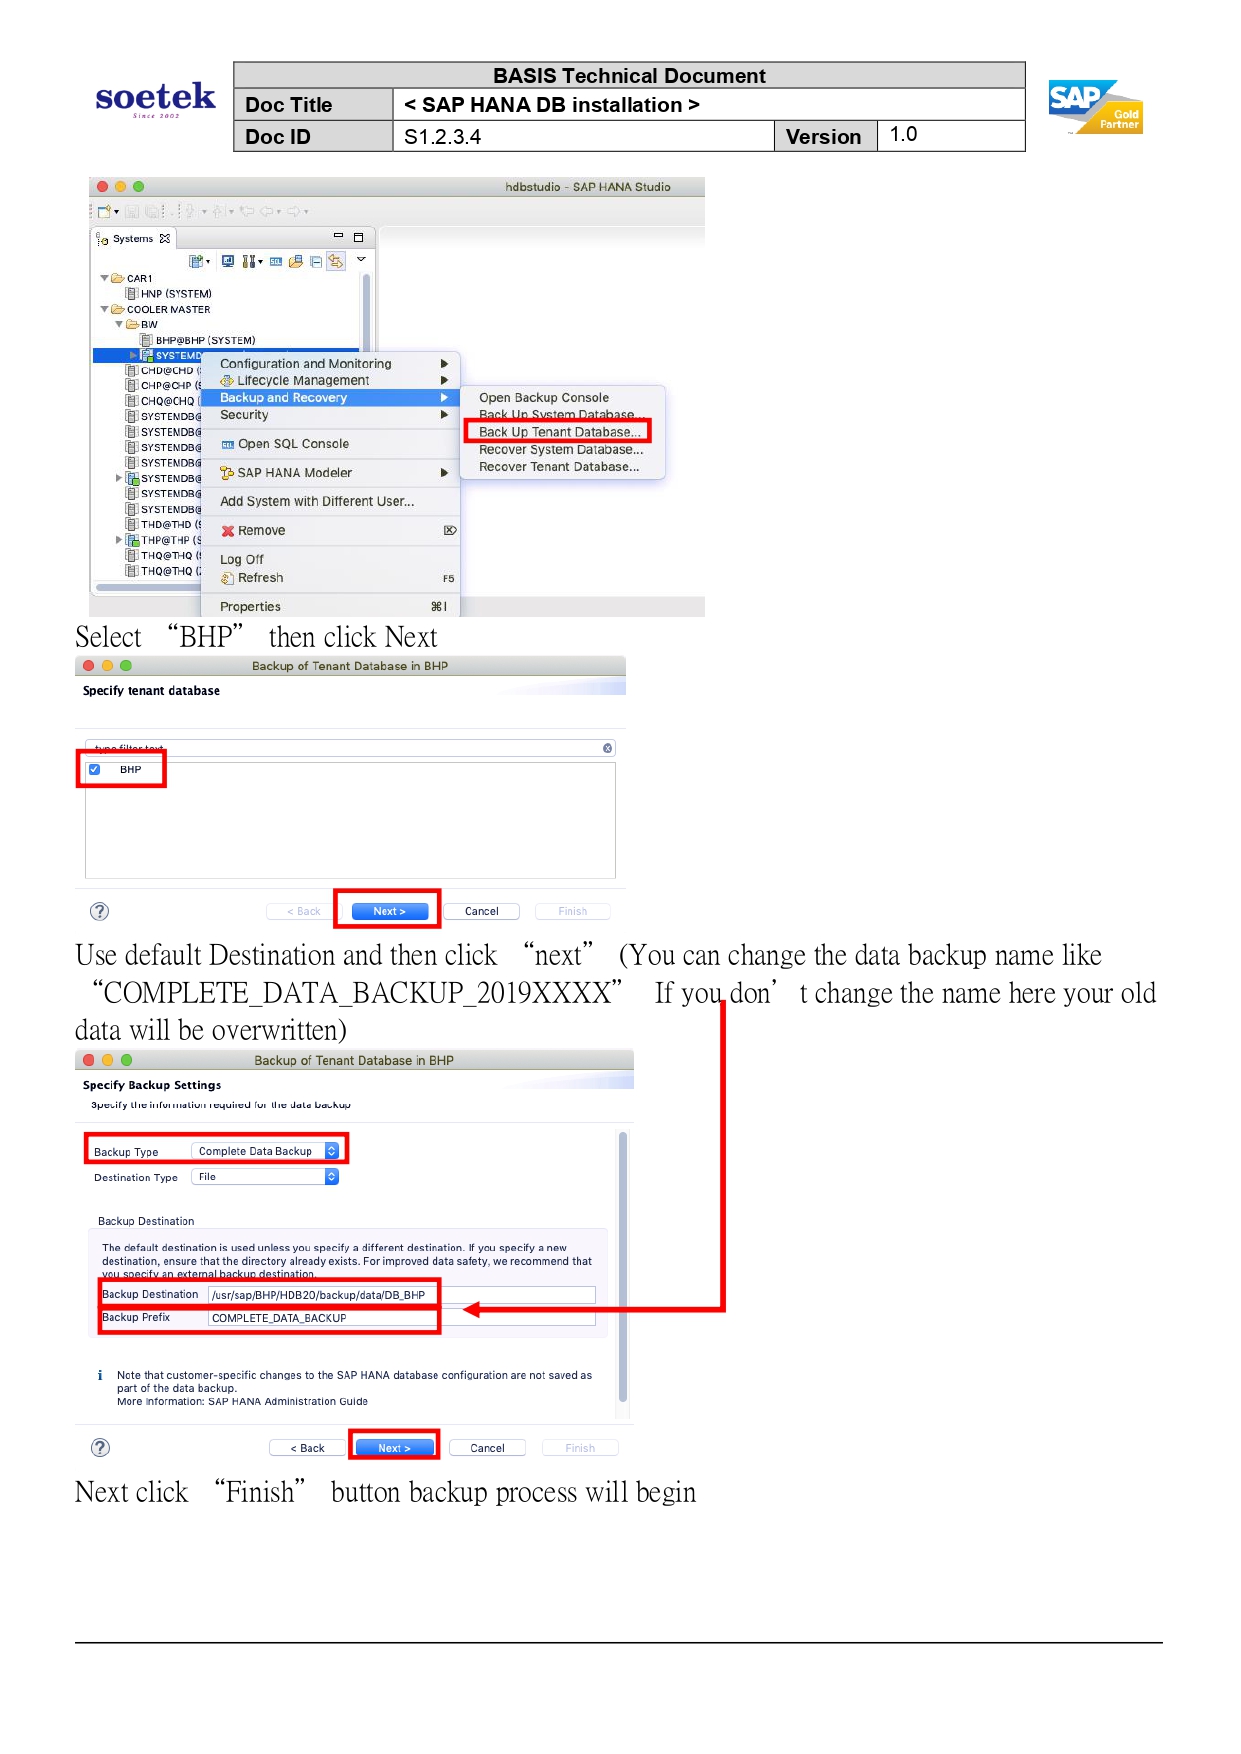 soetek
Since 2002
BASIS Technical Document
Doc Title < SAP HANA DB installation >
Doc ID S1.2.3.4 Version 1.0
SAP Gold Partner
hdbstudio - SAP HANA Studio
Systems
CAR1
HNP (SYSTEM)
COOLER MASTER
BW
BHP@BHP (SYSTEM)
SYSTEMD
CHD@CHD
CHP@CHP
CHQ@CHQ
SYSTENDB@
SYSTENDB@
SYSTENDB@
SYSTENDB@
SYSTENDB@
SYSTENDB@
SYSTENDB@
THD@THD
THP@THP
THQ@THQ
THQ@THQ
Configuration and Monitoring
Lifecycle Management
Backup and Recovery
Security
Open SQL Console
SAP HANA Modeler
Add System with Different User...
Remove
Log Off
Refresh F5
Properties ⌘I
Open Backup Console
Back Up System Database...
Back Up Tenant Database...
Recover System Database...
Recover Tenant Database...
Select “BHP” then click Next
Backup of Tenant Database in BHP
Specify tenant database
type filter text
BHP
? < Back Next > Cancel Finish
Use default Destination and then click “next” (You can change the data backup name like
“COMPLETE_DATA_BACKUP_2019XXXX” If you don’t change the name here your old
data will be overwritten)
Backup of Tenant Database in BHP
Specify Backup Settings
Specify the information required for the data backup
Backup Type Complete Data Backup
Destination Type File
Backup Destination
The default destination is used unless you specify a different destination. If you specify a new
destination, ensure that the directory already exists. For improved data safety, we recommend that
you specify an external backup destination.
Backup Destination /usr/sap/BHP/HDB20/backup/data/DB_BHP
Backup Prefix COMPLETE_DATA_BACKUP
i Note that customer-specific changes to the SAP HANA database configuration are not saved as
part of the data backup.
More Information: SAP HANA Administration Guide
? < Back Next > Cancel Finish
Next click “Finish” button backup process will begin